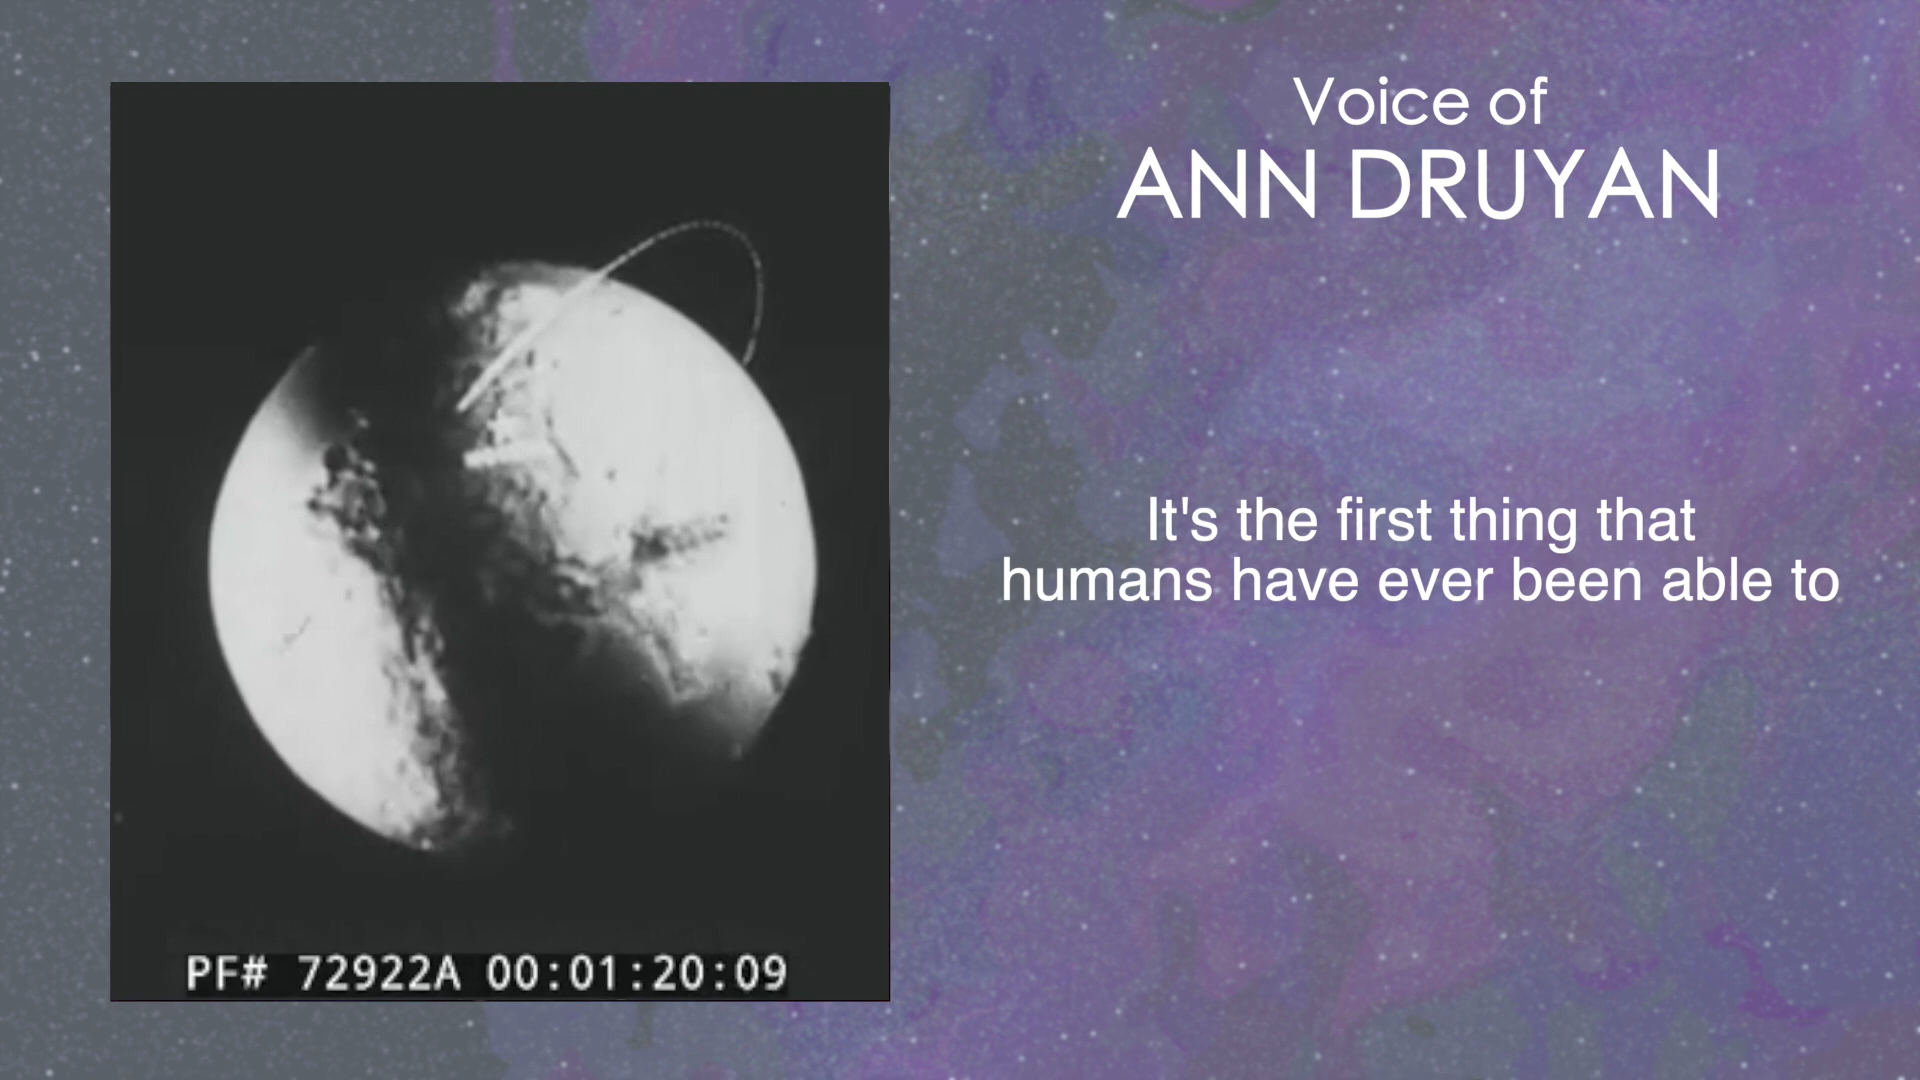 Voice of
ANN DRUYAN
It's the first thing that
humans have ever been able to
PF# 72922A 00:01:20:09